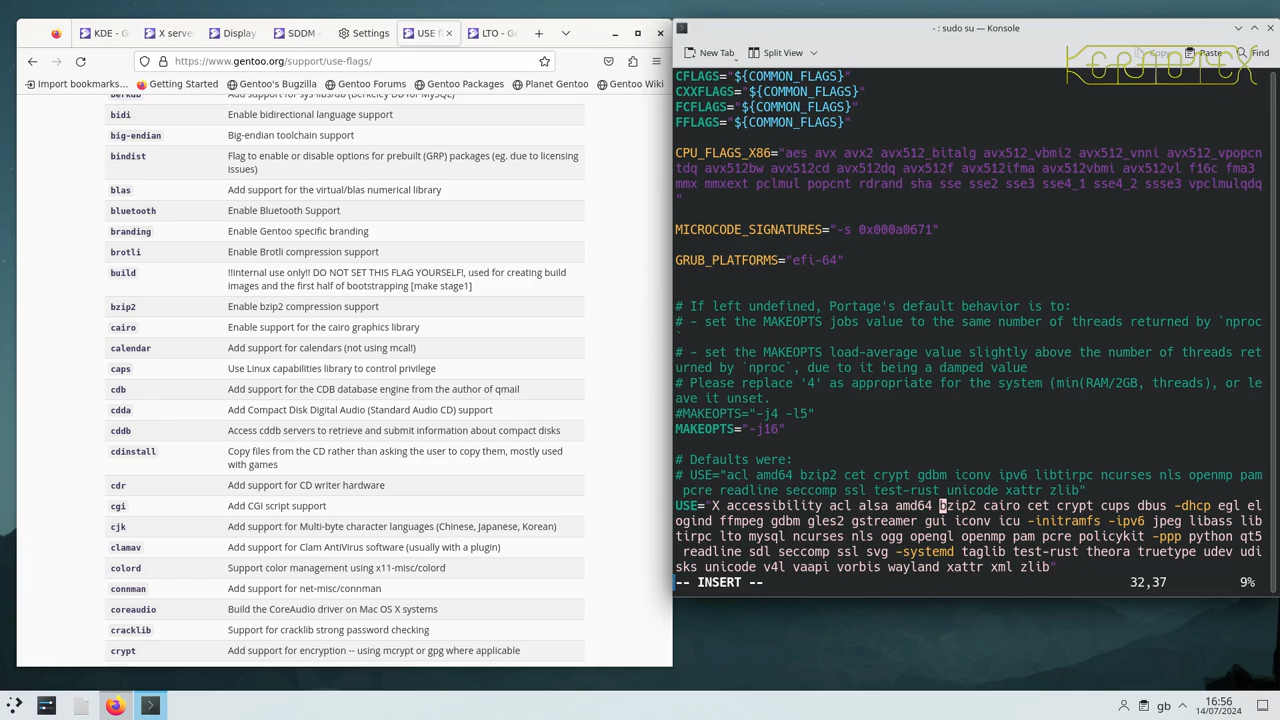 KDE - G
X serve
Display
SDDM -
Settings
USE fl
LTO - Ge
https://www.gentoo.org/support/use-flags/
Import bookmarks…
Getting Started
Gentoo's Bugzilla
Gentoo Forums
Gentoo Packages
Planet Gentoo
Gentoo Wiki
berkdb Add support for sys-libs/db (Berkeley DB for MySQL)
bidi Enable bidirectional language support
big-endian Big-endian toolchain support
bindist Flag to enable or disable options for prebuilt (GRP) packages (eg. due to licensing
issues)
blas Add support for the virtual/blas numerical library
bluetooth Enable Bluetooth Support
branding Enable Gentoo specific branding
brotli Enable Brotli compression support
build !!internal use only!! DO NOT SET THIS FLAG YOURSELF!, used for creating build
images and the first half of bootstrapping [make stage1]
bzip2 Enable bzip2 compression support
cairo Enable support for the cairo graphics library
calendar Add support for calendars (not using mcal!)
caps Use Linux capabilities library to control privilege
cdb Add support for the CDB database engine from the author of qmail
cdda Add Compact Disk Digital Audio (Standard Audio CD) support
cddb Access cddb servers to retrieve and submit information about compact disks
cdinstall Copy files from the CD rather than asking the user to copy them, mostly used
with games
cdr Add support for CD writer hardware
cgi Add CGI script support
cjk Add support for Multi-byte character languages (Chinese, Japanese, Korean)
clamav Add support for Clam AntiVirus software (usually with a plugin)
colord Support color management using x11-misc/colord
connman Add support for net-misc/connman
coreaudio Build the CoreAudio driver on Mac OS X systems
cracklib Support for cracklib strong password checking
crypt Add support for encryption -- using mcrypt or gpg where applicable
- : sudo su — Konsole
New Tab
Split View
Copy
Paste
Find
KERNOTEX
CFLAGS="${COMMON_FLAGS}"
CXXFLAGS="${COMMON_FLAGS}"
FCFLAGS="${COMMON_FLAGS}"
FFLAGS="${COMMON_FLAGS}"
CPU_FLAGS_X86="aes avx avx2 avx512_bitalg avx512_vbmi2 avx512_vnni avx512_vpopcn
tdq avx512bw avx512cd avx512dq avx512f avx512ifma avx512vbmi avx512vl f16c fma3
mmx mmxext pclmul popcnt rdrand sha sse sse2 sse3 sse4_1 sse4_2 ssse3 vpclmulqdq
"
MICROCODE_SIGNATURES="-s 0x000a0671"
GRUB_PLATFORMS="efi-64"
# If left undefined, Portage's default behavior is to:
# - set the MAKEOPTS jobs value to the same number of threads returned by `nproc
`
# - set the MAKEOPTS load-average value slightly above the number of threads ret
urned by `nproc`, due to it being a damped value
# Please replace '4' as appropriate for the system (min(RAM/2GB, threads), or le
ave it unset.
#MAKEOPTS="-j4 -l5"
MAKEOPTS="-j16"
# Defaults were:
# USE="acl amd64 bzip2 cet crypt gdbm iconv ipv6 libtirpc ncurses nls openmp pam
pcre readline seccomp ssl test-rust unicode xattr zlib"
USE="X accessibility acl alsa amd64 bzip2 cairo cet crypt cups dbus -dhcp egl el
ogind ffmpeg gdbm gles2 gstreamer gui iconv icu -initramfs -ipv6 jpeg libass lib
tirpc lto mysql ncurses nls ogg opengl openmp pam pcre policykit -ppp python qt5
readline sdl seccomp ssl svg -systemd taglib test-rust theora truetype udev udi
sks unicode v4l vaapi vorbis wayland xattr xml zlib"
-- INSERT -- 32,37 9%
gb
16:56
14/07/2024